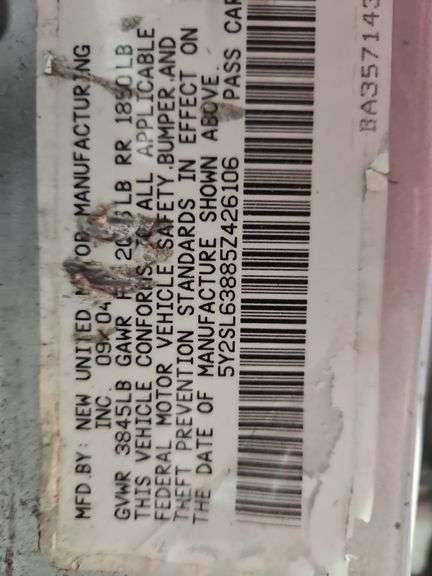 MFD.BY: NEW UNITED MOTOR MANUFACTURING
INC. 09 04
GVWR 3845LB GAWR LB RR 1850LB
THIS VEHICLE CONFORMS TO ALL APPLICABLE
FEDERAL MOTOR VEHICLE SAFETY,BUMPER,AND
THEFT PREVENTION STANDARDS IN EFFECT ON
THE DATE OF MANUFACTURE SHOWN ABOVE.
5Y2SL63885Z426106 PASS CAR
BA357143